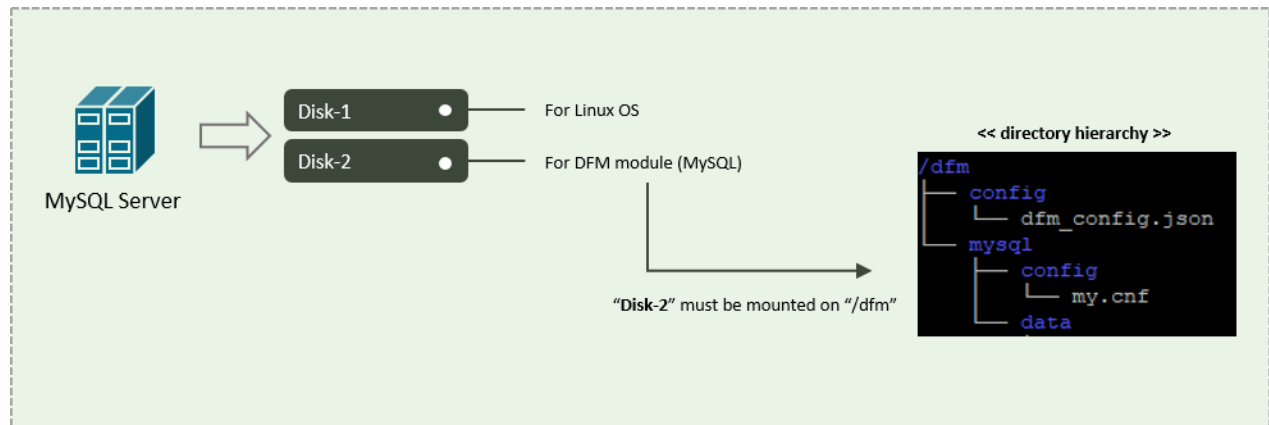 MySQL Server
Disk-1
For Linux OS
Disk-2
For DFM module (MySQL)
“Disk-2” must be mounted on “/dfm”
<< directory hierarchy >>
/dfm
├── config
│   └── dfm_config.json
└── mysql
    ├── config
    │   └── my.cnf
    └── data